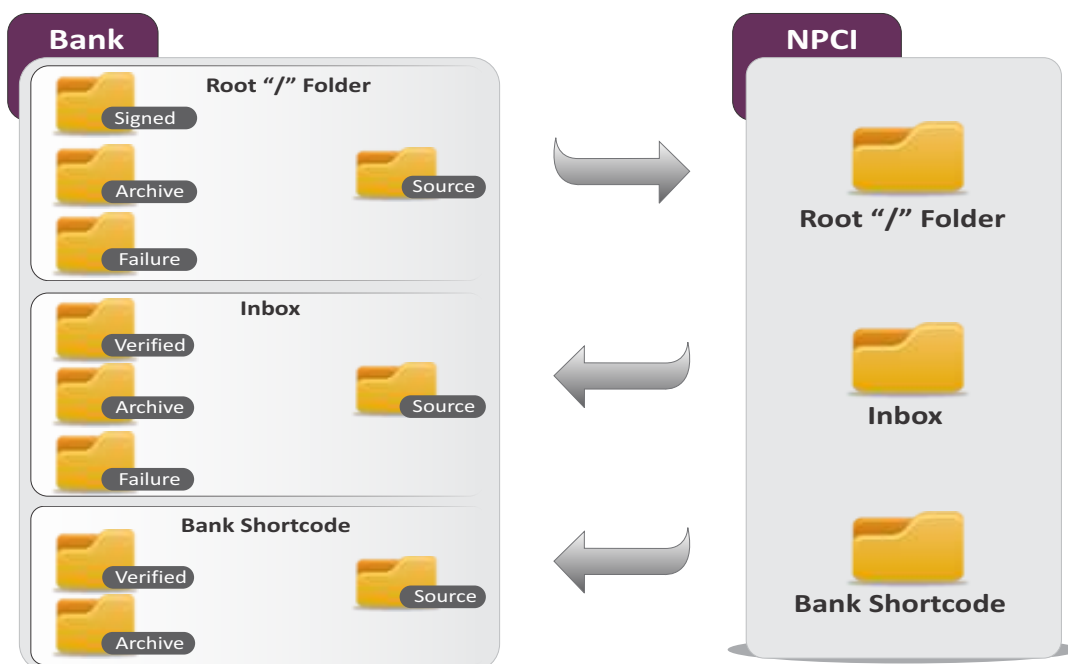 Bank
Root “/” Folder
Signed
Archive
Source
Failure
Inbox
Verified
Archive
Source
Failure
Bank Shortcode
Verified
Source
Archive
NPCI
Root “/” Folder
Inbox
Bank Shortcode